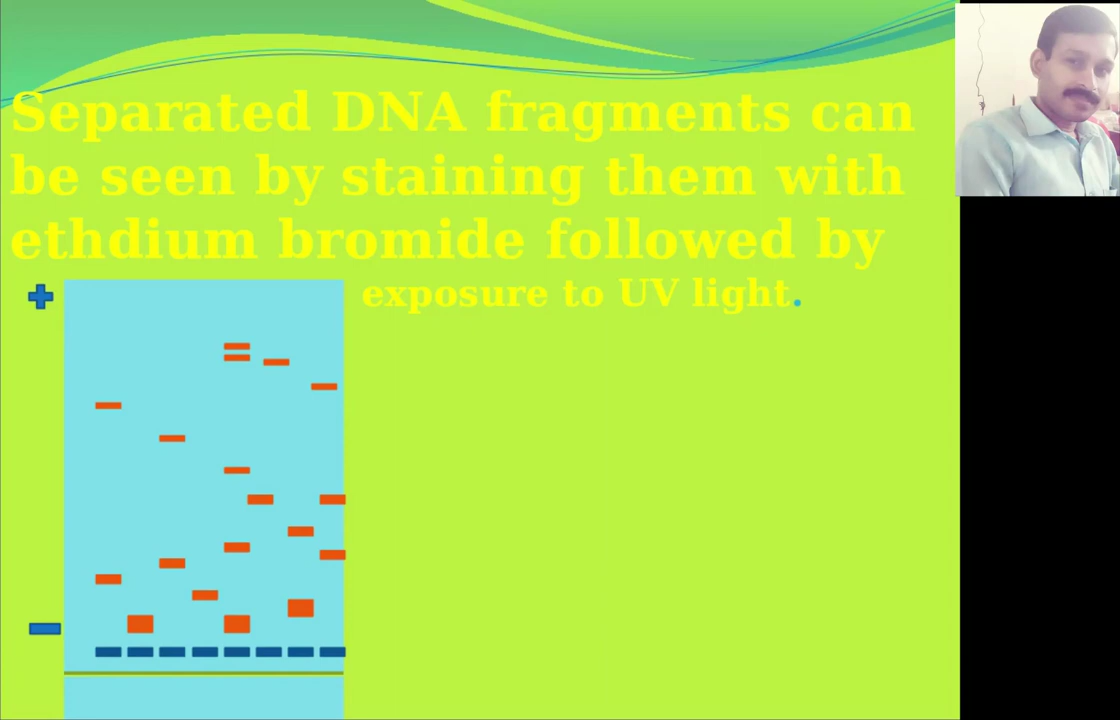 Separated DNA fragments can
be seen by staining them with
ethdium bromide followed by
exposure to UV light.